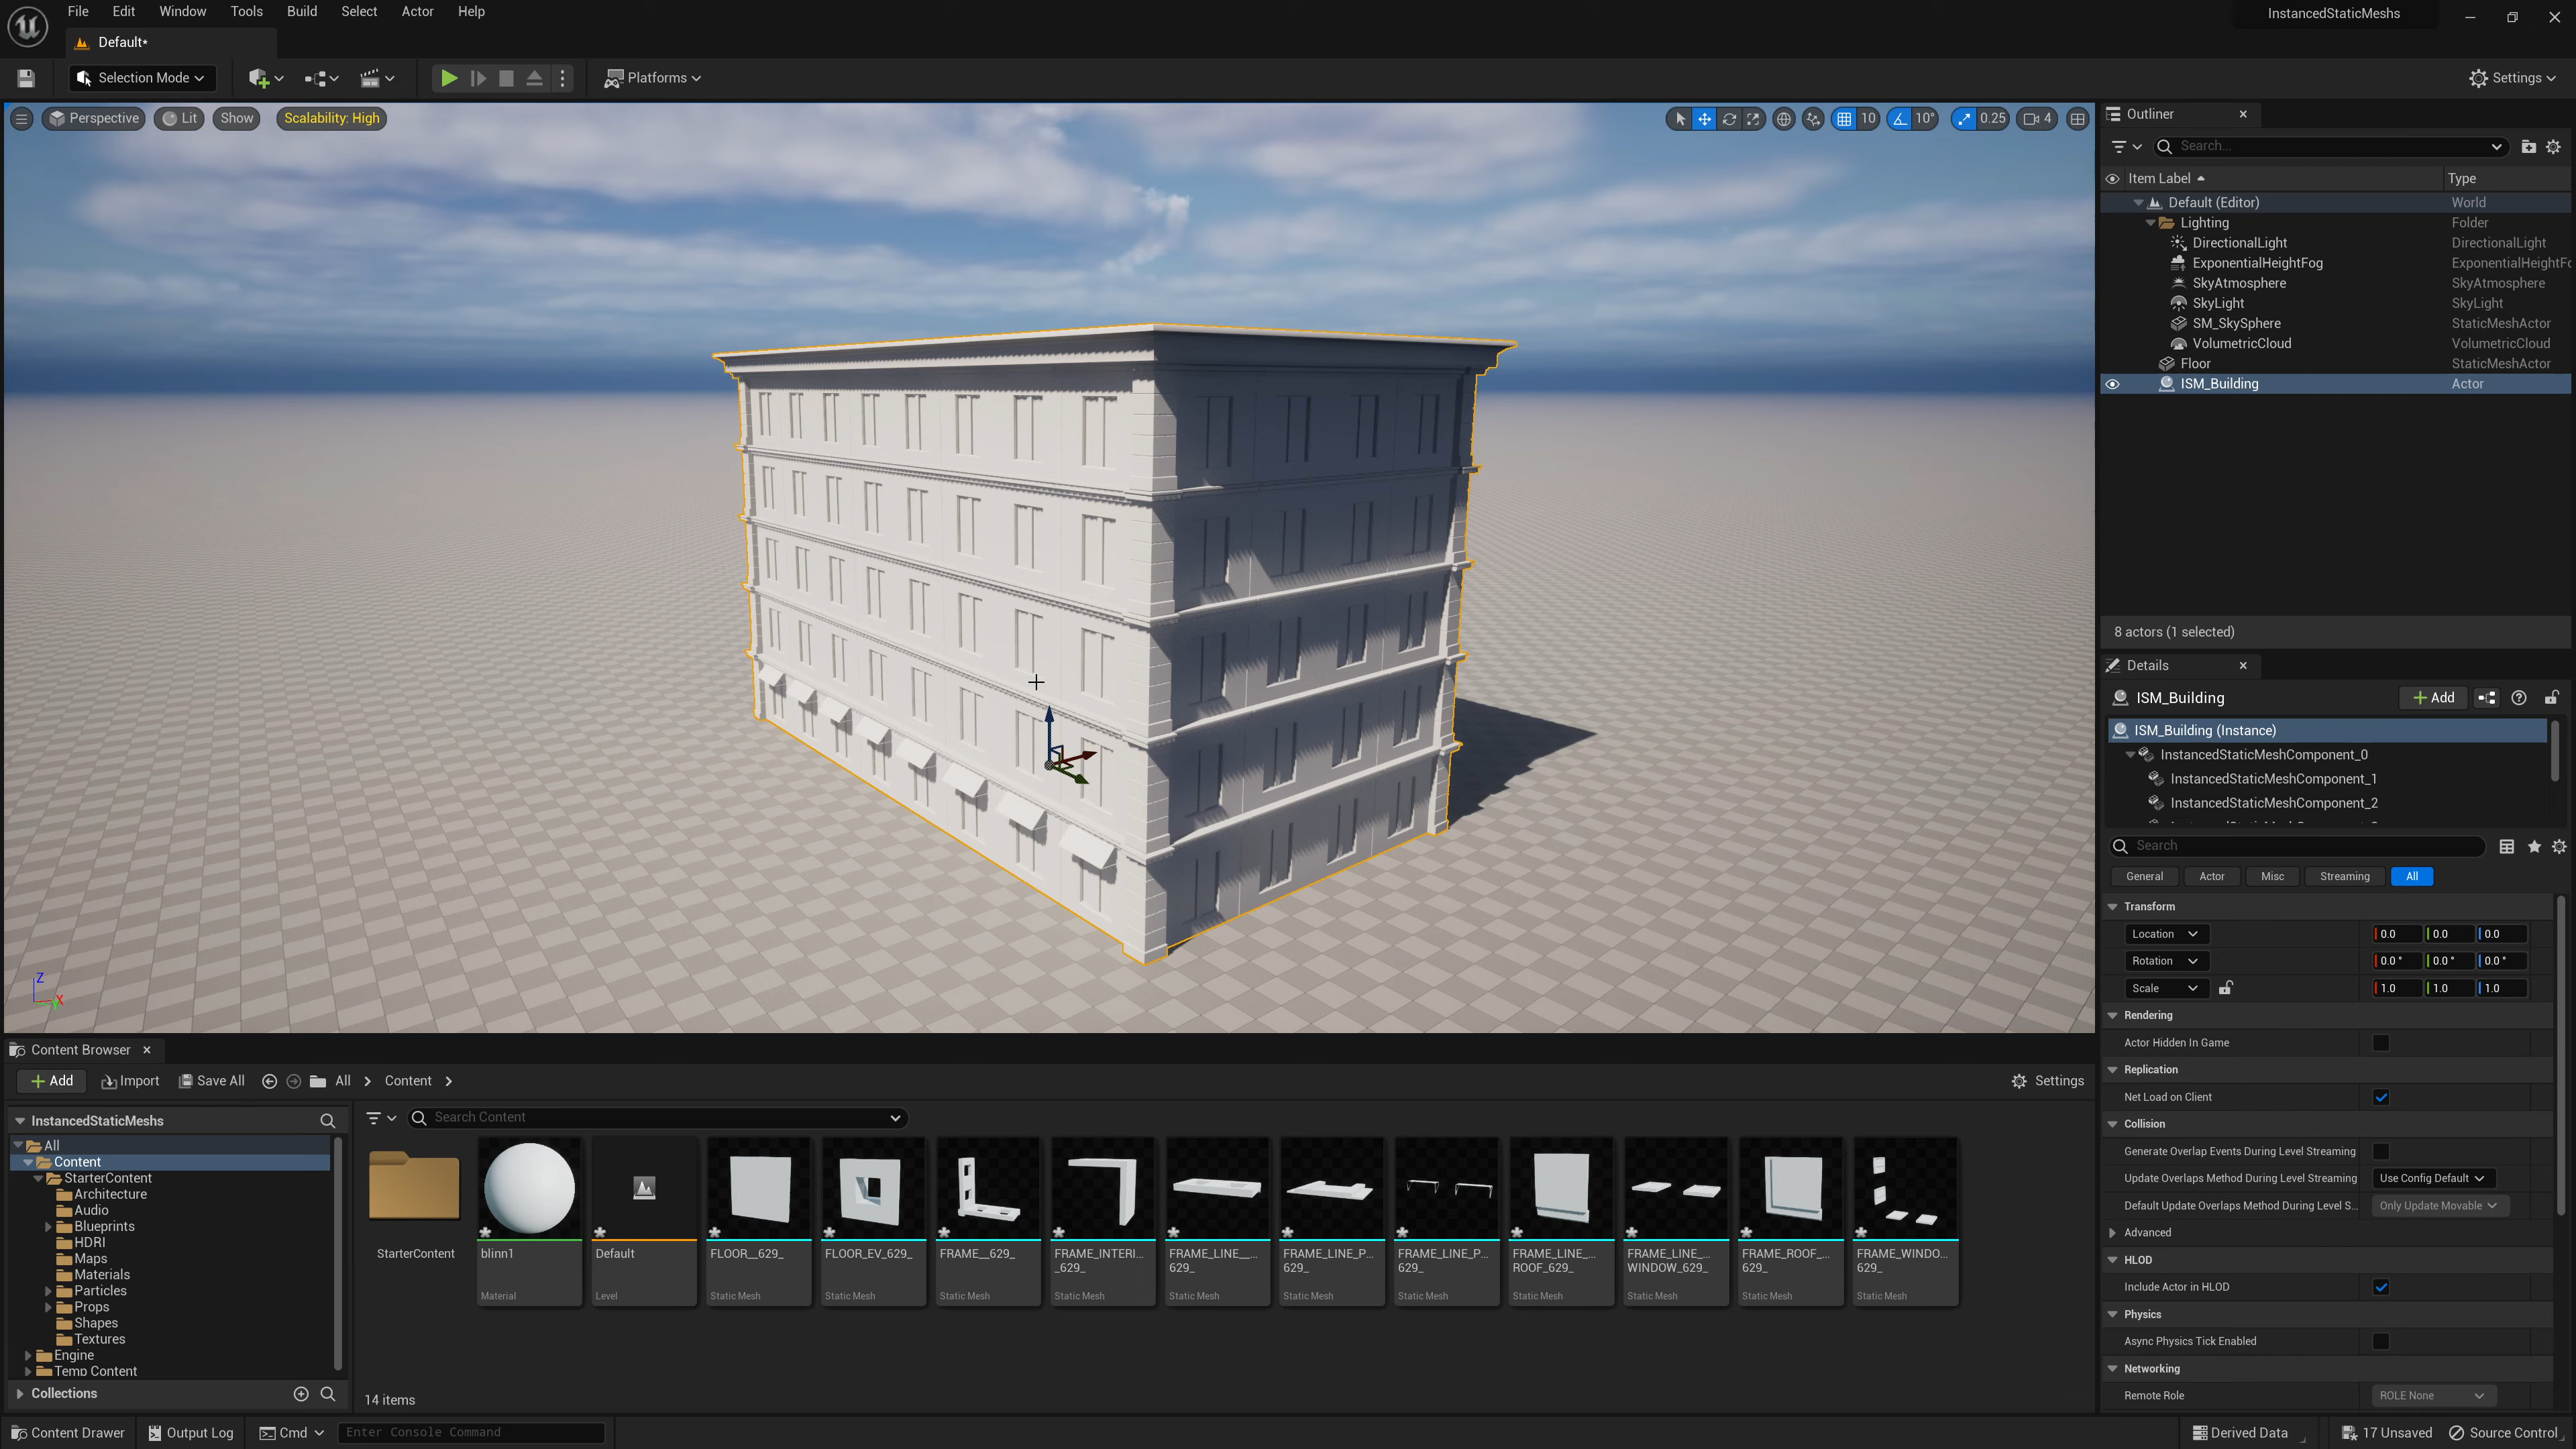 File Edit Window Tools Build Select Actor Help
InstancedStaticMeshs
Default*
Selection Mode
Platforms
Settings
Perspective Lit Show Scalability: High
10 10° 0.25 4
Outliner
Search...
Item Label Type
Default (Editor) World
Lighting Folder
DirectionalLight DirectionalLight
ExponentialHeightFog ExponentialHeightFo
SkyAtmosphere SkyAtmosphere
SkyLight SkyLight
SM_SkySphere StaticMeshActor
VolumetricCloud VolumetricCloud
Floor StaticMeshActor
ISM_Building Actor
8 actors (1 selected)
Details
ISM_Building
+ Add
ISM_Building (Instance)
InstancedStaticMeshComponent_0
InstancedStaticMeshComponent_1
InstancedStaticMeshComponent_2
Search
General Actor Misc Streaming All
Transform
Location 0.0 0.0 0.0
Rotation 0.0° 0.0° 0.0°
Scale 1.0 1.0 1.0
Rendering
Actor Hidden In Game
Replication
Net Load on Client
Collision
Generate Overlap Events During Level Streaming
Update Overlaps Method During Level Streaming Use Config Default
Default Update Overlaps Method During Level S... Only Update Movable
Advanced
HLOD
Include Actor in HLOD
Physics
Async Physics Tick Enabled
Networking
Remote Role ROLE None
Z
X
Content Browser
+ Add Import Save All All > Content >
Settings
InstancedStaticMeshs
All
Content
StarterContent
Architecture
Audio
Blueprints
HDRI
Maps
Materials
Particles
Props
Shapes
Textures
Engine
Temp Content
Collections
Search Content
StarterContent
blinn1
Material
Default
Level
FLOOR__629_
Static Mesh
FLOOR_EV_629_
Static Mesh
FRAME__629_
Static Mesh
FRAME_INTERI...
_629_
Static Mesh
FRAME_LINE__...
629_
Static Mesh
FRAME_LINE_P...
629_
Static Mesh
FRAME_LINE_P...
629_
Static Mesh
FRAME_LINE_...
ROOF_629_
Static Mesh
FRAME_LINE_...
WINDOW_629_
Static Mesh
FRAME_ROOF_...
629_
Static Mesh
FRAME_WINDO...
629_
Static Mesh
14 items
Content Drawer Output Log Cmd Enter Console Command
Derived Data 17 Unsaved Source Control